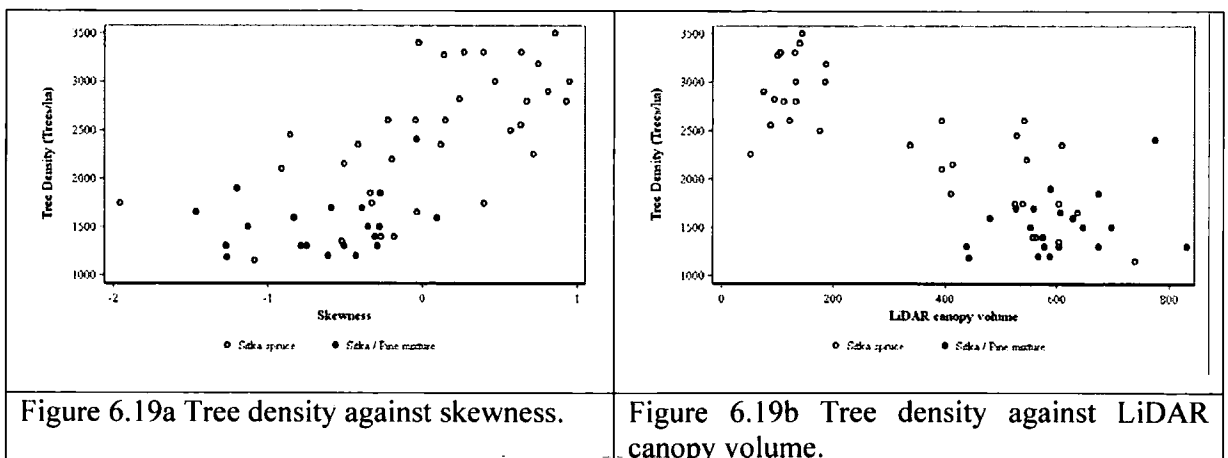 3500
3000
2500
2000
1500
1000
Tree Density (Trees/ha)
-2 -1 0 1
Skewness
Sitka spruce Sitka / Pine mixture
3500
3000
2500
2000
1500
1000
Tree Density (Trees/ha)
0 200 400 600 800
LiDAR canopy volume
Sitka spruce Sitka / Pine mixture
Figure 6.19a Tree density against skewness.
Figure 6.19b Tree density against LiDAR
canopy volume.